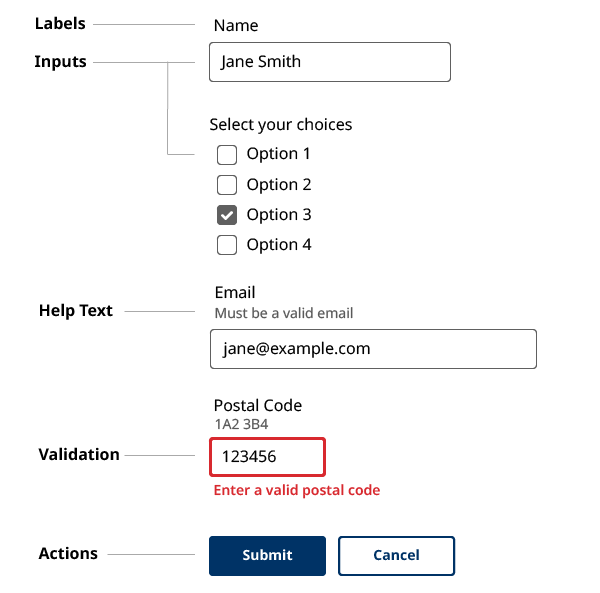 Labels
Name
Inputs
Jane Smith
Select your choices
Option 1
Option 2
Option 3
Option 4
Email
Help Text
Must be a valid email
jane@example.com
Postal Code
1A2 3B4
Validation
123456
Enter a valid postal code
Actions
Submit
Cancel